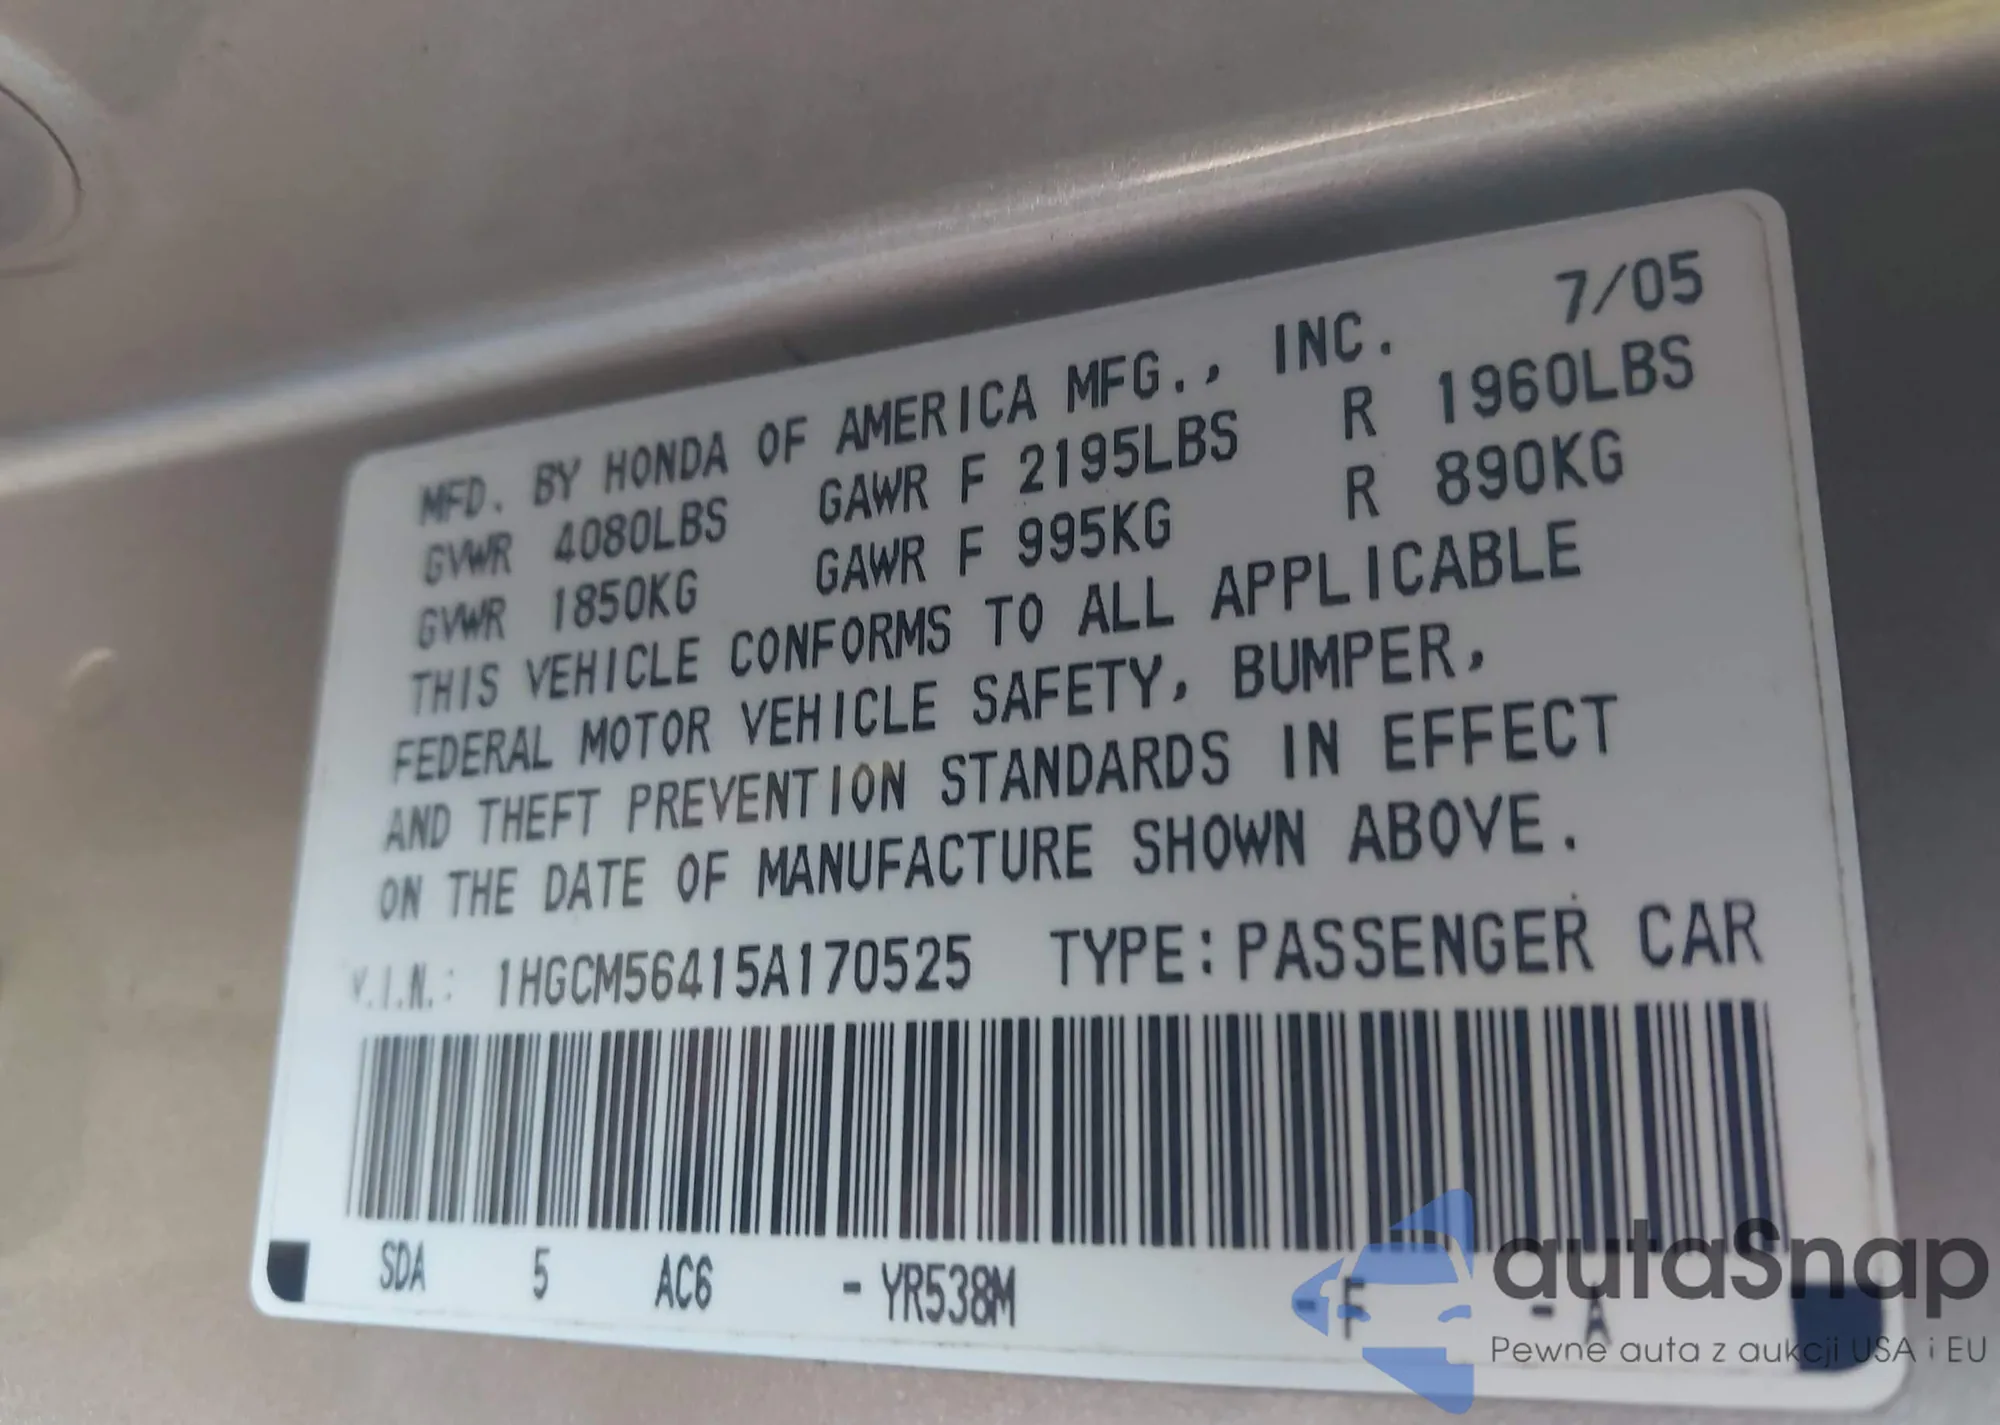 7/05
MFD. BY HONDA OF AMERICA MFG., INC.
GVWR 4080LBS GAWR F 2195LBS R 1960LBS
GVWR 1850KG GAWR F 995KG R 890KG
THIS VEHICLE CONFORMS TO ALL APPLICABLE
FEDERAL MOTOR VEHICLE SAFETY, BUMPER,
AND THEFT PREVENTION STANDARDS IN EFFECT
ON THE DATE OF MANUFACTURE SHOWN ABOVE.
V.I.N.: 1HGCM56415A170525 TYPE:PASSENGER CAR
SDA 5 AC6 - YR538M - F - A
autaSnap
Pewne auta z aukcji USA i EU